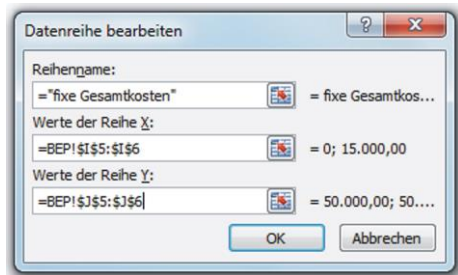 Datenreihe bearbeiten
Reihenname:
="fixe Gesamtkosten" = fixe Gesamtkos...
Werte der Reihe X:
=BEP!$I$5:$I$6 = 0; 15.000,00
Werte der Reihe Y:
=BEP!$J$5:$J$6 = 50.000,00; 50....
OK Abbrechen